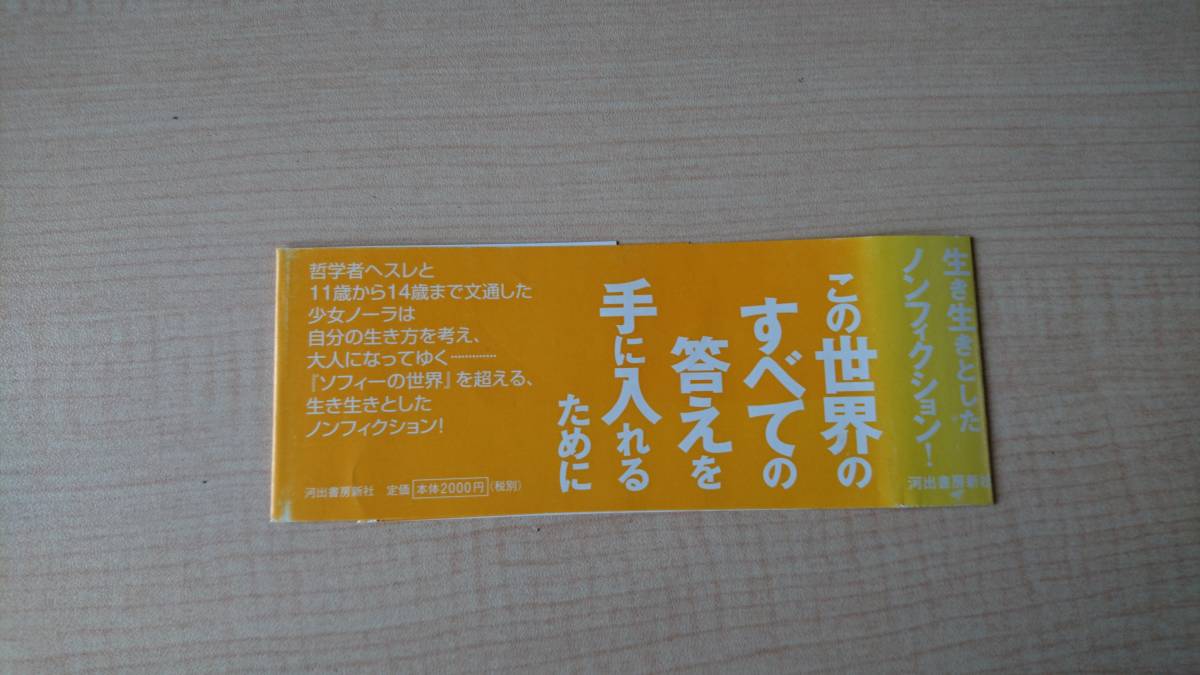 生き生きとした
ノンフィクション!
河出書房新社
この世界の
すべての
答えを
手に入れる
ために
哲学者ヘスレと
11歳から14歳まで文通した
少女ノーラは
自分の生き方を考え、
大人になってゆく…………
『ソフィーの世界』を超える、
生き生きとした
ノンフィクション!
河出書房新社 定価 本体2000円(税別)